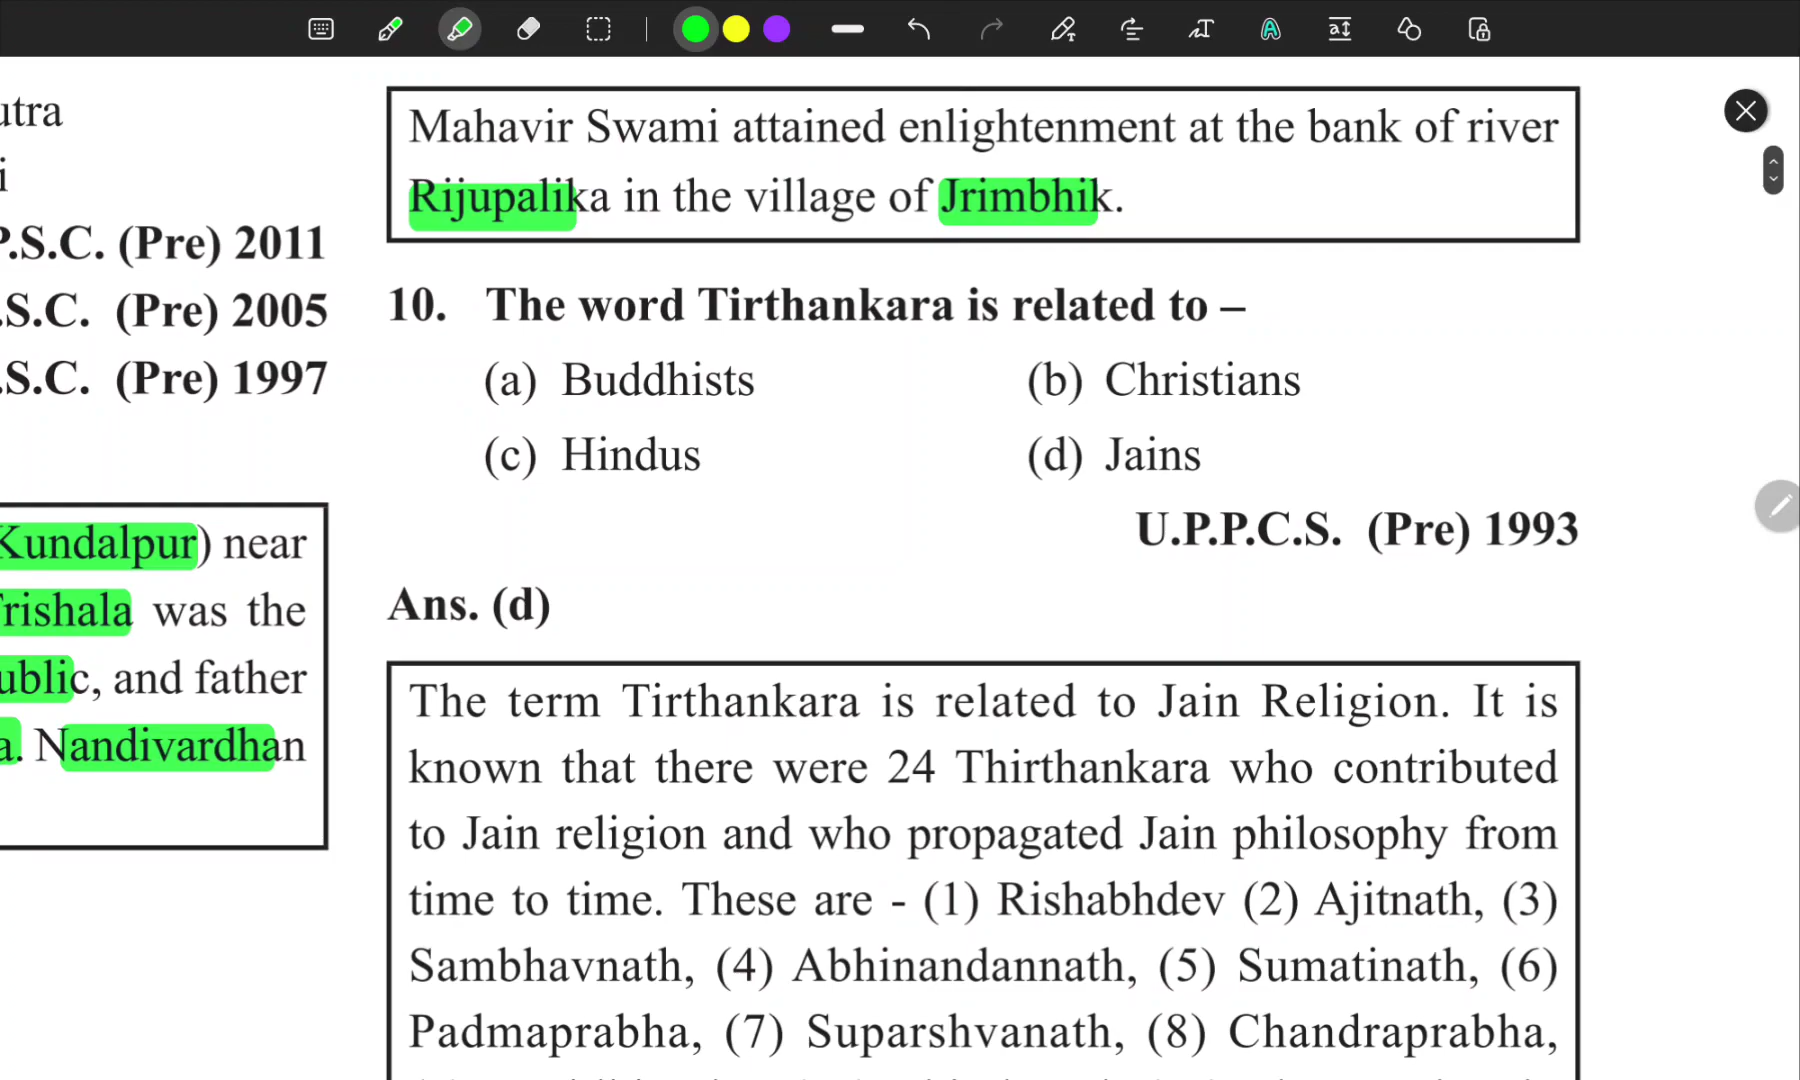 utra
i
P.S.C. (Pre) 2011
.S.C. (Pre) 2005
.S.C. (Pre) 1997
Kundalpur) near
Trishala was the
ublic, and father
a. Nandivardhan
Mahavir Swami attained enlightenment at the bank of river
Rijupalika in the village of Jrimbhik.
10. The word Tirthankara is related to –
(a) Buddhists (b) Christians
(c) Hindus (d) Jains
U.P.P.C.S. (Pre) 1993
Ans. (d)
The term Tirthankara is related to Jain Religion. It is
known that there were 24 Thirthankara who contributed
to Jain religion and who propagated Jain philosophy from
time to time. These are - (1) Rishabhdev (2) Ajitnath, (3)
Sambhavnath, (4) Abhinandannath, (5) Sumatinath, (6)
Padmaprabha, (7) Suparshvanath, (8) Chandraprabha,